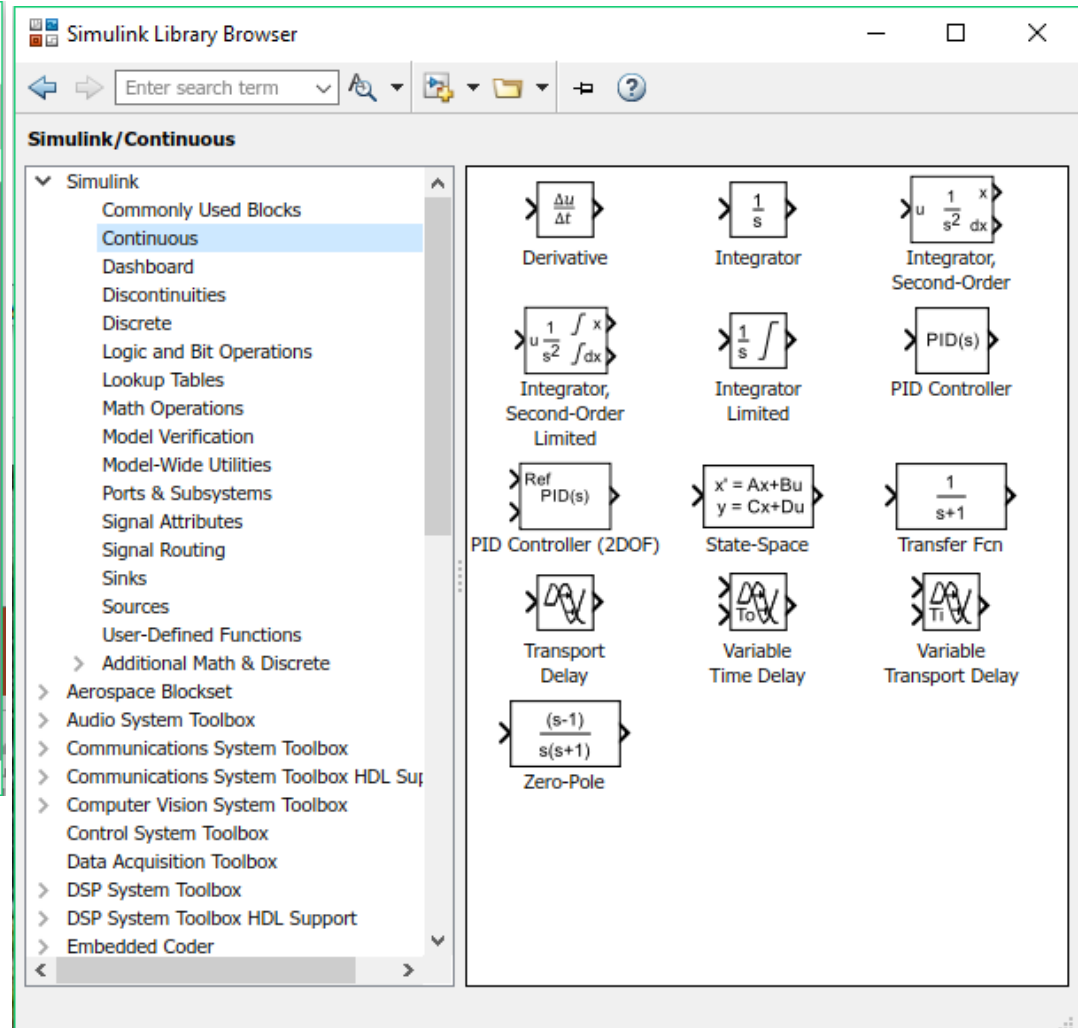 Simulink Library Browser
Enter search term
Simulink/Continuous
Simulink
Commonly Used Blocks
Continuous
Dashboard
Discontinuities
Discrete
Logic and Bit Operations
Lookup Tables
Math Operations
Model Verification
Model-Wide Utilities
Ports & Subsystems
Signal Attributes
Signal Routing
Sinks
Sources
User-Defined Functions
Additional Math & Discrete
Aerospace Blockset
Audio System Toolbox
Communications System Toolbox
Communications System Toolbox HDL Sup
Computer Vision System Toolbox
Control System Toolbox
Data Acquisition Toolbox
DSP System Toolbox
DSP System Toolbox HDL Support
Embedded Coder
Δu
Δt
Derivative
1
s
Integrator
u 1 x
s² dx
Integrator,
Second-Order
u 1 ∫ x
s² ∫dx
Integrator,
Second-Order
Limited
1 ∫
s
Integrator
Limited
PID(s)
PID Controller
Ref
PID(s)
PID Controller (2DOF)
x' = Ax+Bu
y = Cx+Du
State-Space
1
s+1
Transfer Fcn
Transport
Delay
To
Variable
Time Delay
Ti
Variable
Transport Delay
(s-1)
s(s+1)
Zero-Pole